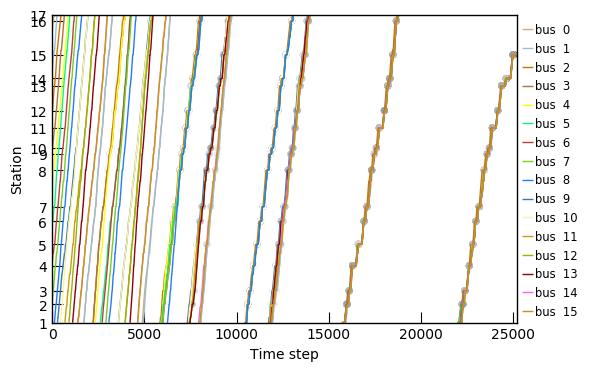 17
16
15
14
13
12
11
10
9
8
7
6
5
4
3
2
1
Station
0 5000 10000 15000 20000 25000
Time step
bus 0
bus 1
bus 2
bus 3
bus 4
bus 5
bus 6
bus 7
bus 8
bus 9
bus 10
bus 11
bus 12
bus 13
bus 14
bus 15